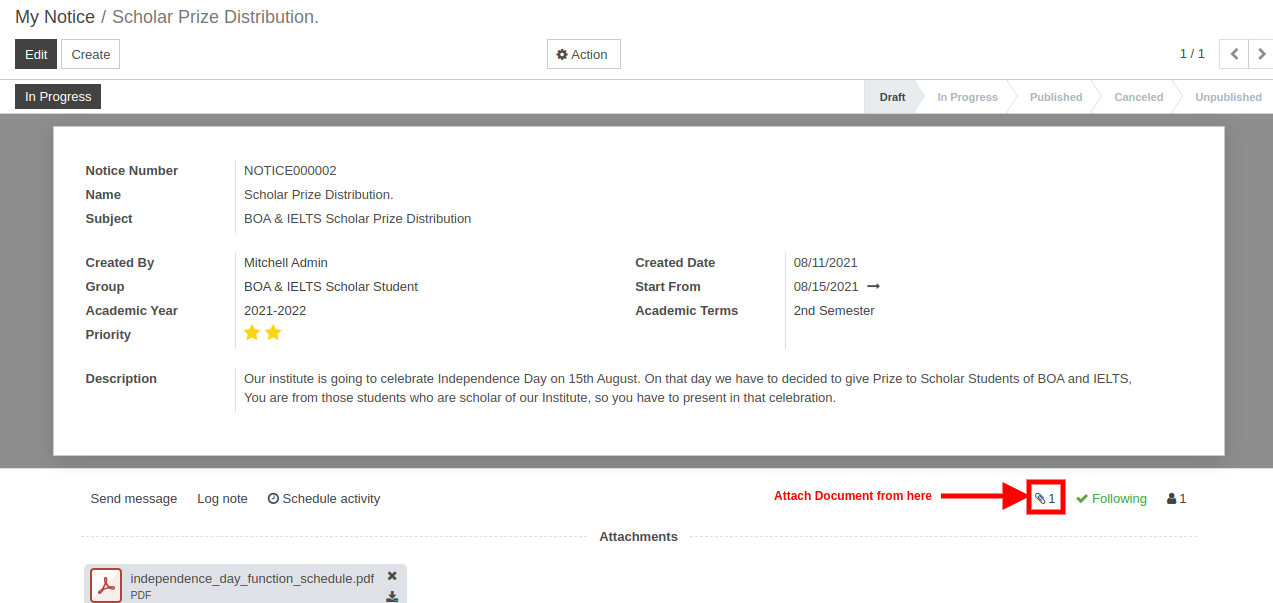 My Notice / Scholar Prize Distribution.
Edit Create Action 1 / 1
In Progress Draft In Progress Published Canceled Unpublished
Notice Number NOTICE000002
Name Scholar Prize Distribution.
Subject BOA & IELTS Scholar Prize Distribution
Created By Mitchell Admin Created Date 08/11/2021
Group BOA & IELTS Scholar Student Start From 08/15/2021
Academic Year 2021-2022 Academic Terms 2nd Semester
Priority
Description Our institute is going to celebrate Independence Day on 15th August. On that day we have to decided to give Prize to Scholar Students of BOA and IELTS,
You are from those students who are scholar of our Institute, so you have to present in that celebration.
Send message Log note Schedule activity Attach Document from here 1 Following 1
Attachments
independence_day_function_schedule.pdf
PDF